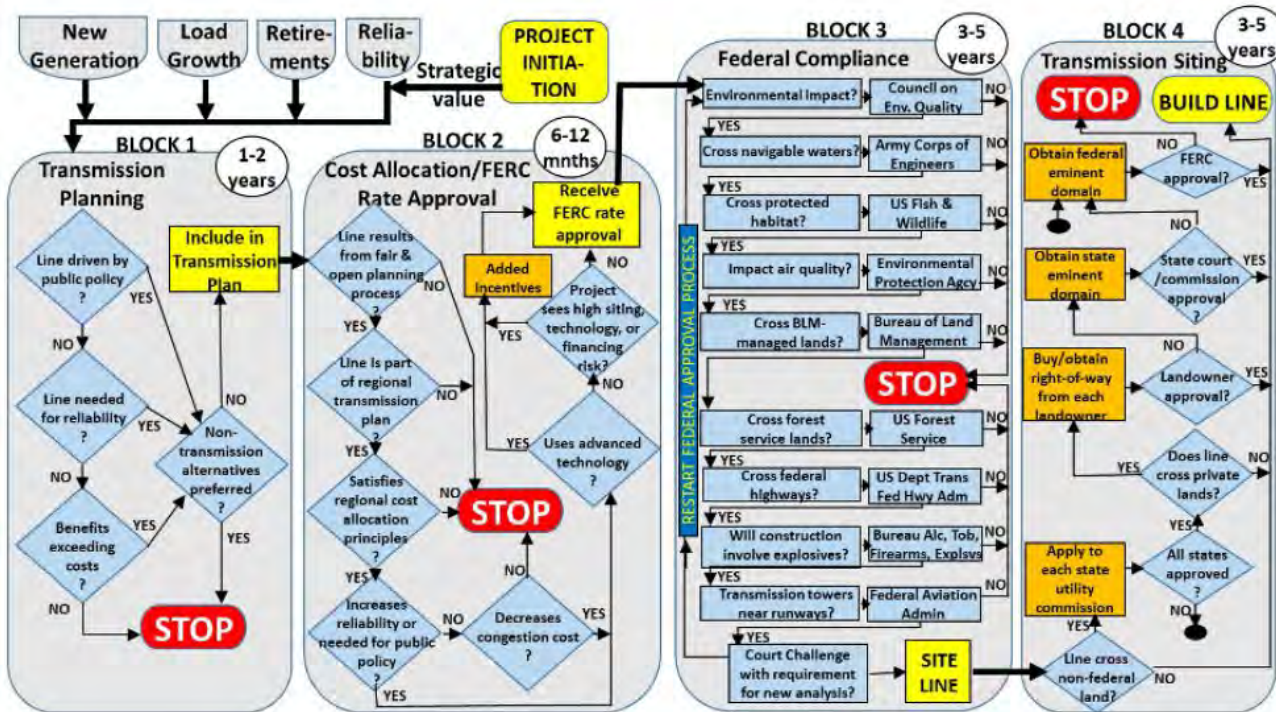 New
Generation
Load
Growth
Retire-
ments
Relia-
bility
Strategic
value
PROJECT
INITIA-
TION
BLOCK 1
1-2
years
Transmission
Planning
Line driven by
public policy
?
YES
NO
Line needed
for reliability
?
YES
NO
Benefits
exceeding
costs
?
YES
NO
Include in
Transmission
Plan
NO
Non-
transmission
alternatives
preferred
?
YES
STOP
BLOCK 2
6-12
mnths
Cost Allocation/FERC
Rate Approval
Line results
from fair &
open planning
process
?
NO
YES
Line is part
of regional
transmission
plan
?
NO
YES
Satisfies
regional cost
allocation
principles
?
NO
YES
Increases
reliability or
needed for public
policy
?
NO
YES
Decreases
congestion cost
?
NO
YES
STOP
Uses advanced
technology?
YES
NO
Project
sees high siting,
technology, or
financing
risk?
YES
NO
Added
Incentives
Receive
FERC rate
approval
BLOCK 3
3-5
years
Federal Compliance
RESTART FEDERAL APPROVAL PROCESS
Environmental Impact?
Council on
Env. Quality
NO
YES
Cross navigable waters?
Army Corps of
Engineers
NO
YES
Cross protected
habitat?
US Fish &
Wildlife
NO
YES
Impact air quality?
Environmental
Protection Agcy
NO
YES
Cross BLM-
managed lands?
Bureau of Land
Management
NO
STOP
YES
Cross forest
service lands?
US Forest
Service
NO
YES
Cross federal
highways?
US Dept Trans
Fed Hwy Adm
NO
YES
Will construction
involve explosives?
Bureau Alc, Tob,
Firearms, Explsvs
NO
YES
Transmission towers
near runways?
Federal Aviation
Admin
NO
YES
Court Challenge
with requirement
for new analysis?
SITE
LINE
BLOCK 4
3-5
years
Transmission Siting
STOP
BUILD LINE
NO
Obtain federal
eminent
domain
FERC
approval?
YES
NO
Obtain state
eminent
domain
State court
/commission
approval
?
YES
NO
Buy/obtain
right-of-way
from each
landowner
Landowner
approval?
YES
Does line
cross private
lands?
YES
NO
YES
Apply to
each state
utility
commission
All states
approved
?
YES
Line cross
non-federal
land?
NO